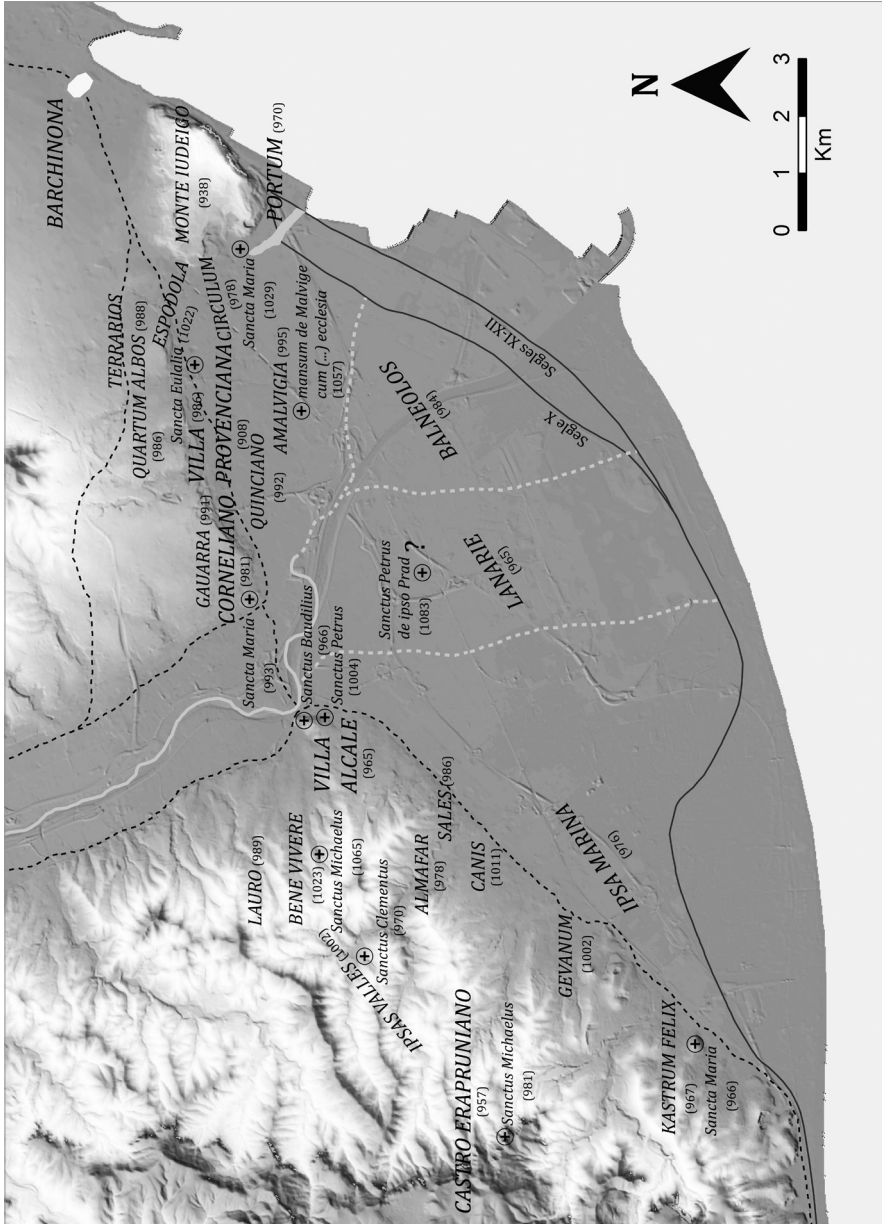 BARCHINONA
MONTE IUDEIGO
(938)
PORTUM (970)
TERRARIOS
QUARTUM ALBOS (988)
(986)
ESPODOLA
Sancta Eulalia (1022)
VILLA
PROVENCIANA
(908)
CIRCULUM
(978)
Sancta Maria
(1029)
AMALVIGIA (995)
mansum de Malvige
cum (...) ecclesia
(1057)
QUINCIANO
(992)
GAUARRA (991)
CORNELIANO
(981)
Sancta Maria
(993)
BALNEOLOS
(984)
Segle X
Segles XI-XII
LANARIE
(965)
Sanctus Petrus
de ipso Prad ?
(1083)
Sanctus Baudilius
(966)
Sanctus Petrus
(1004)
VILLA
ALCALE
(965)
SALES (986)
LAURO (989)
BENE VIVERE
(1023)
Sanctus Michaelus
(1065)
Sanctus Clementus
(970)
IPSAS VALLES (1002)
ALMAFAR
(978)
CANIS
(1011)
IPSA MARINA
(976)
GEVANUM
(1002)
CASTRO ERAPRUNIANO
(957)
Sanctus Michaelus
(981)
KASTRUM FELIX
(967)
Sancta Maria
(966)
N
0 1 2 3
Km